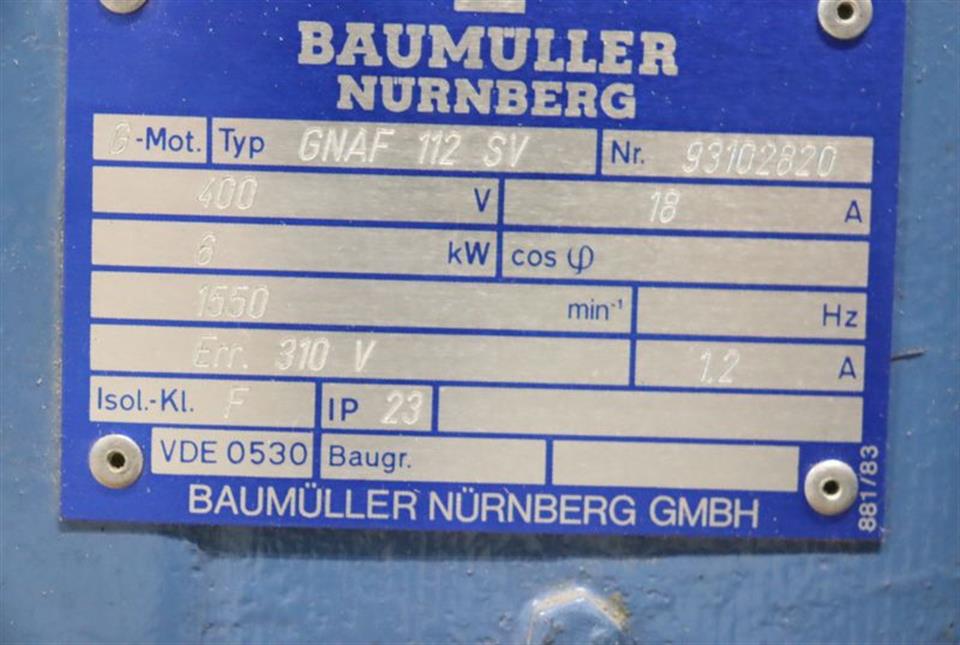 BAUMÜLLER
NÜRNBERG
G-Mot. Typ GNAF 112 SV Nr. 93102820
400 V 18 A
6 kW cos φ
1550 min⁻¹ Hz
Err. 310 V 1,2 A
Isol.-Kl. F IP 23
VDE 0530 Baugr.
BAUMÜLLER NÜRNBERG GMBH
881/83